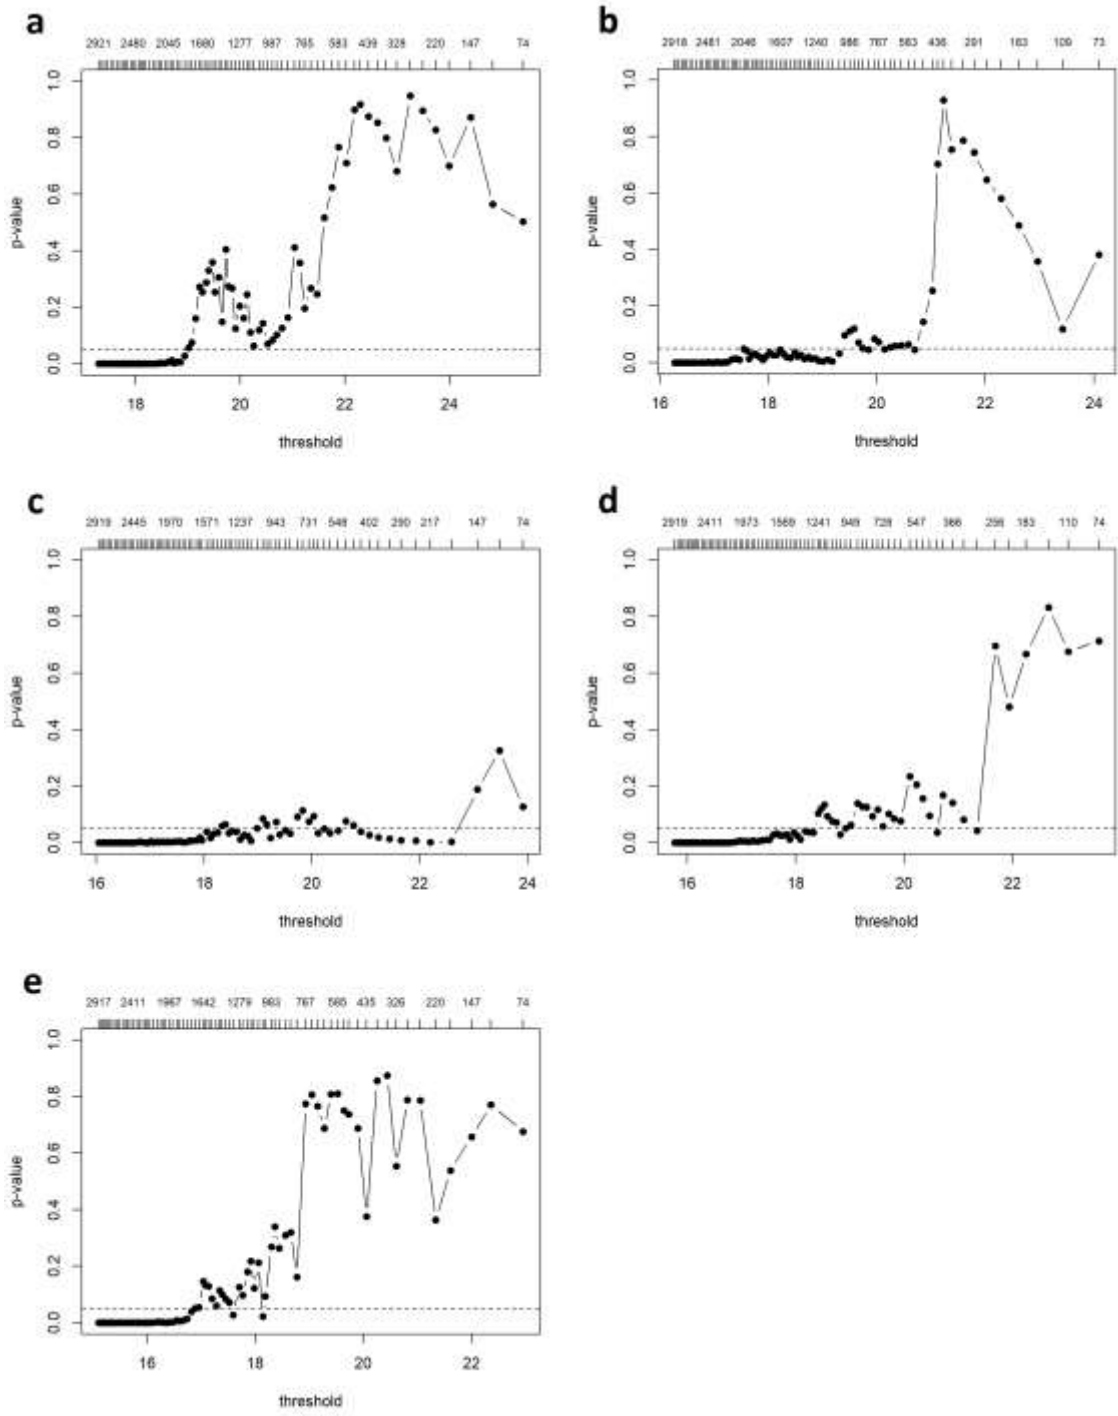 a
2921 2480 2045 1660 1277 987 765 583 439 328 220 147 74
p-value
0.0 0.2 0.4 0.6 0.8 1.0
18 20 22 24
threshold
b
2918 2481 2046 1607 1240 986 767 563 436 291 163 109 73
p-value
0.0 0.2 0.4 0.6 0.8 1.0
16 18 20 22 24
threshold
c
2919 2445 1970 1571 1237 943 731 548 402 290 217 147 74
p-value
0.0 0.2 0.4 0.6 0.8 1.0
16 18 20 22 24
threshold
d
2919 2411 1973 1569 1241 949 728 547 366 256 183 110 74
p-value
0.0 0.2 0.4 0.6 0.8 1.0
16 18 20 22
threshold
e
2917 2411 1967 1642 1279 983 767 585 435 326 220 147 74
p-value
0.0 0.2 0.4 0.6 0.8 1.0
16 18 20 22
threshold